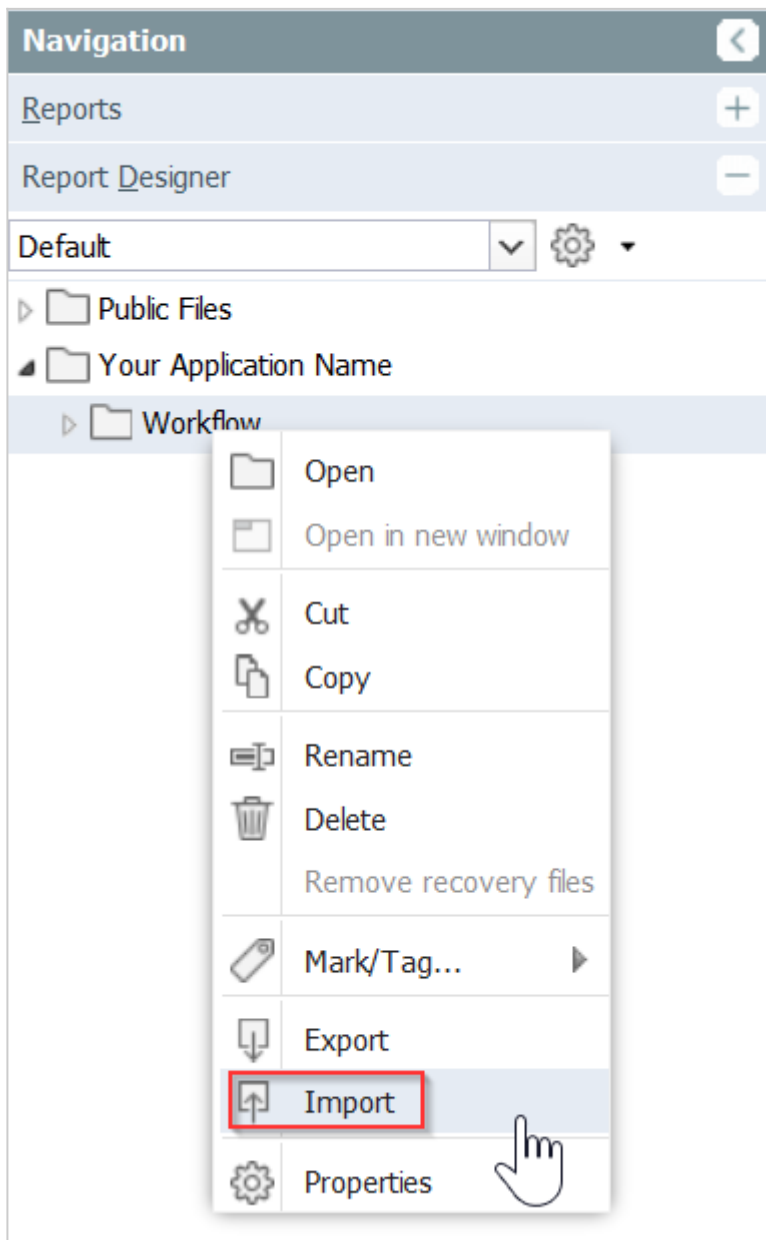 Navigation
Reports
Report Designer
Default
Public Files
Your Application Name
Workflow
Open
Open in new window
Cut
Copy
Rename
Delete
Remove recovery files
Mark/Tag...
Export
Import
Properties